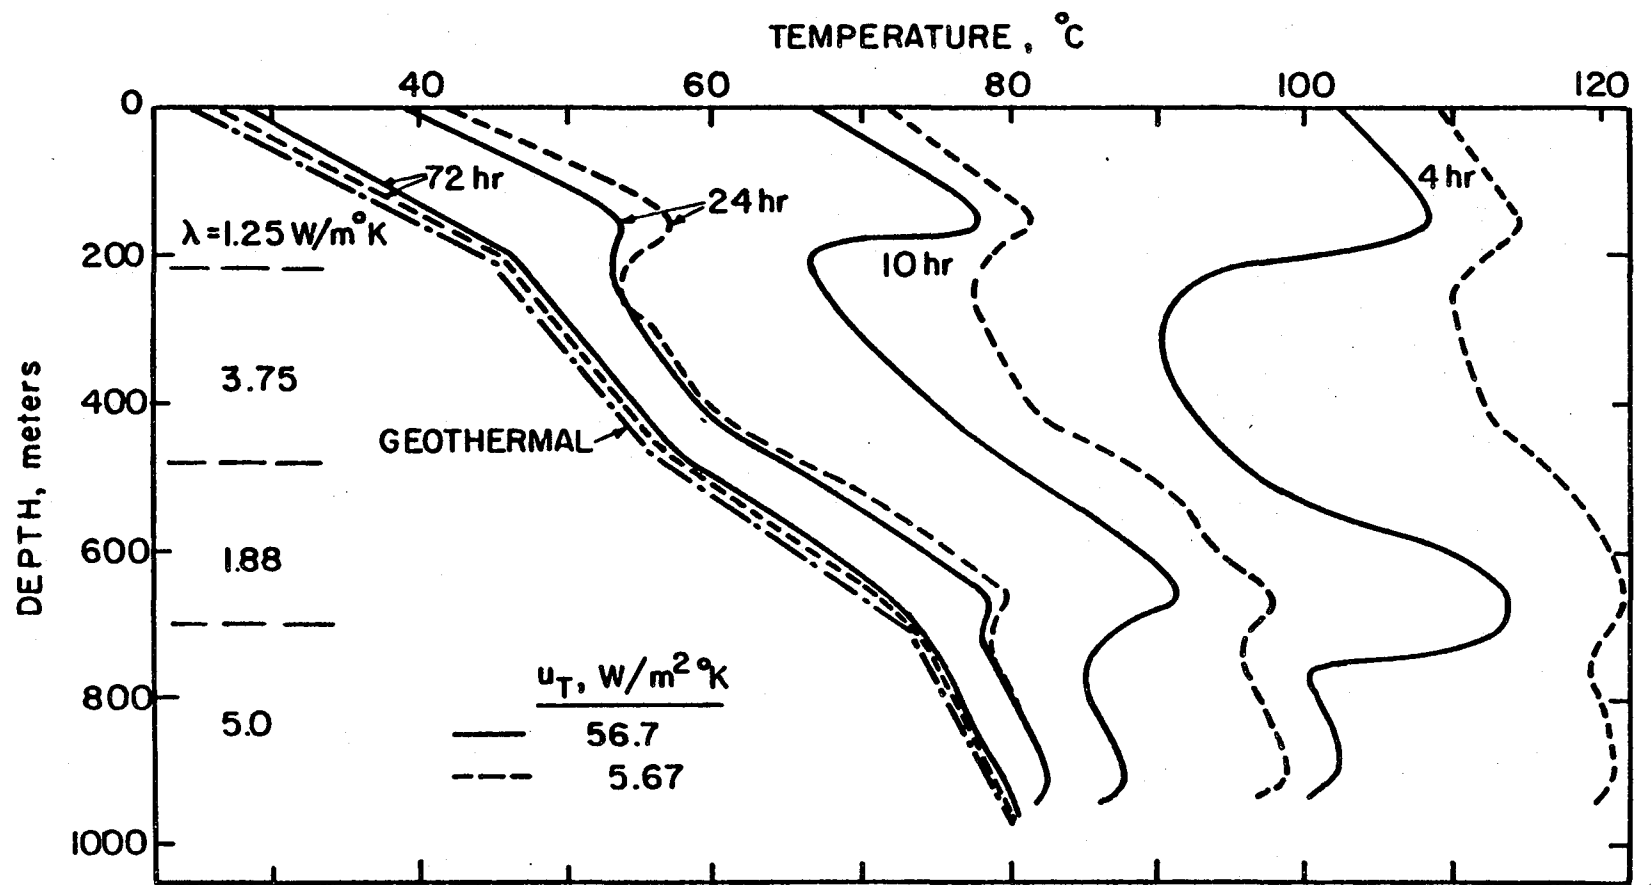 TEMPERATURE, °C
40 60 80 100 120
0
72 hr
4 hr
24 hr
λ=1.25 W/m°K
200
10 hr
3.75
400
GEOTHERMAL
DEPTH, meters
600
1.88
u_T, W/m² °K
800
5.0
56.7
5.67
1000